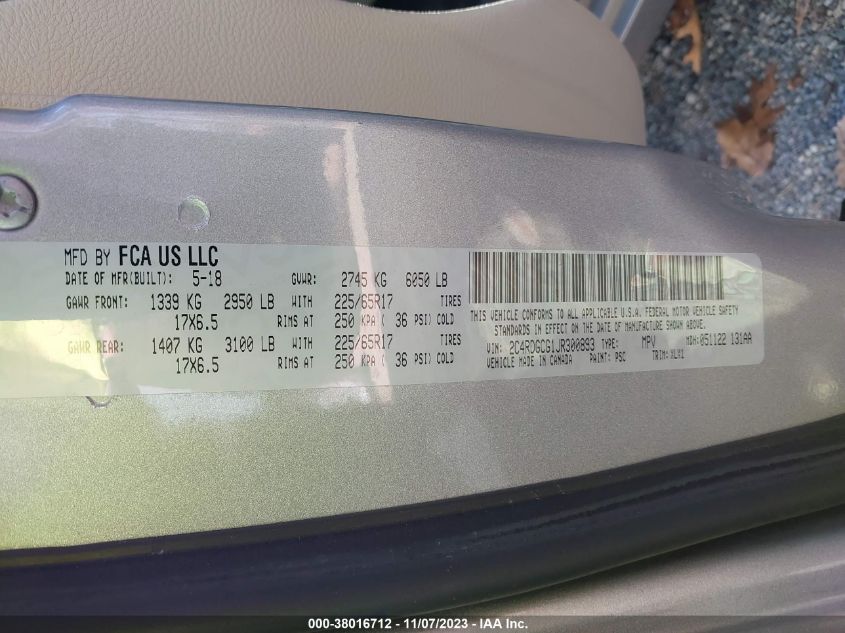 MFD BY FCA US LLC
DATE OF MFR(BUILT): 5-18 GVWR: 2745 KG 6050 LB
GAWR FRONT: 1339 KG 2950 LB WITH 225/65R17 TIRES
17X6.5 RIMS AT 250 KPA ( 36 PSI) COLD
GAWR REAR: 1407 KG 3100 LB WITH 225/65R17 TIRES
17X6.5 RIMS AT 250 KPA ( 36 PSI) COLD
THIS VEHICLE CONFORMS TO ALL APPLICABLE U.S.A. FEDERAL MOTOR VEHICLE SAFETY
STANDARDS IN EFFECT ON THE DATE OF MANUFACTURE SHOWN ABOVE.
VIN: 2C4RDGCG1JR300893 TYPE: MPV MDH: 051122 131AA
VEHICLE MADE IN CANADA PAINT: PSC TRIM:
000-38016712 - 11/07/2023 - IAA Inc.